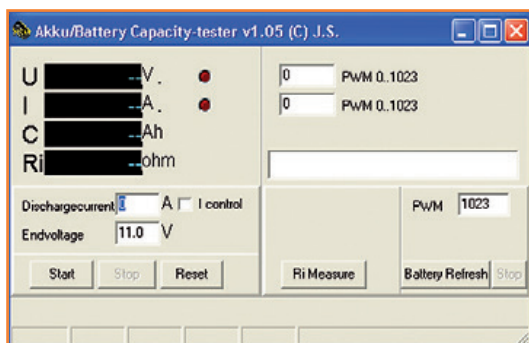 Akku/Battery Capacity-tester v1.05 (C) J.S.
U --V.
I --A.
C --Ah
Ri --ohm
0 PWM 0..1023
0 PWM 0..1023
Dischargecurrent 0 A I control
Endvoltage 11.0 V
PWM 1023
Start Stop Reset
Ri Measure
Battery Refresh Stop